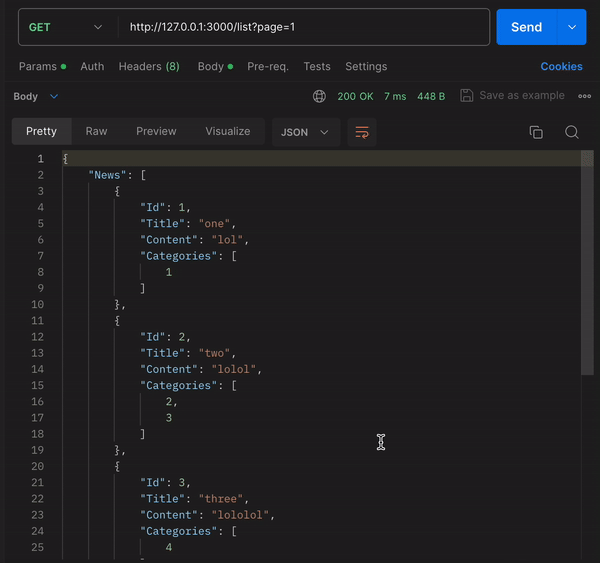 GET http://127.0.0.1:3000/list?page=1 Send
Params Auth Headers (8) Body Pre-req. Tests Settings Cookies
Body 200 OK 7 ms 448 B Save as example
Pretty Raw Preview Visualize JSON
1 {
2 "News": [
3 {
4 "Id": 1,
5 "Title": "one",
6 "Content": "lol",
7 "Categories": [
8 1
9 ]
10 },
11 {
12 "Id": 2,
13 "Title": "two",
14 "Content": "lolol",
15 "Categories": [
16 2,
17 3
18 ]
19 },
20 {
21 "Id": 3,
22 "Title": "three",
23 "Content": "lololol",
24 "Categories": [
25 4